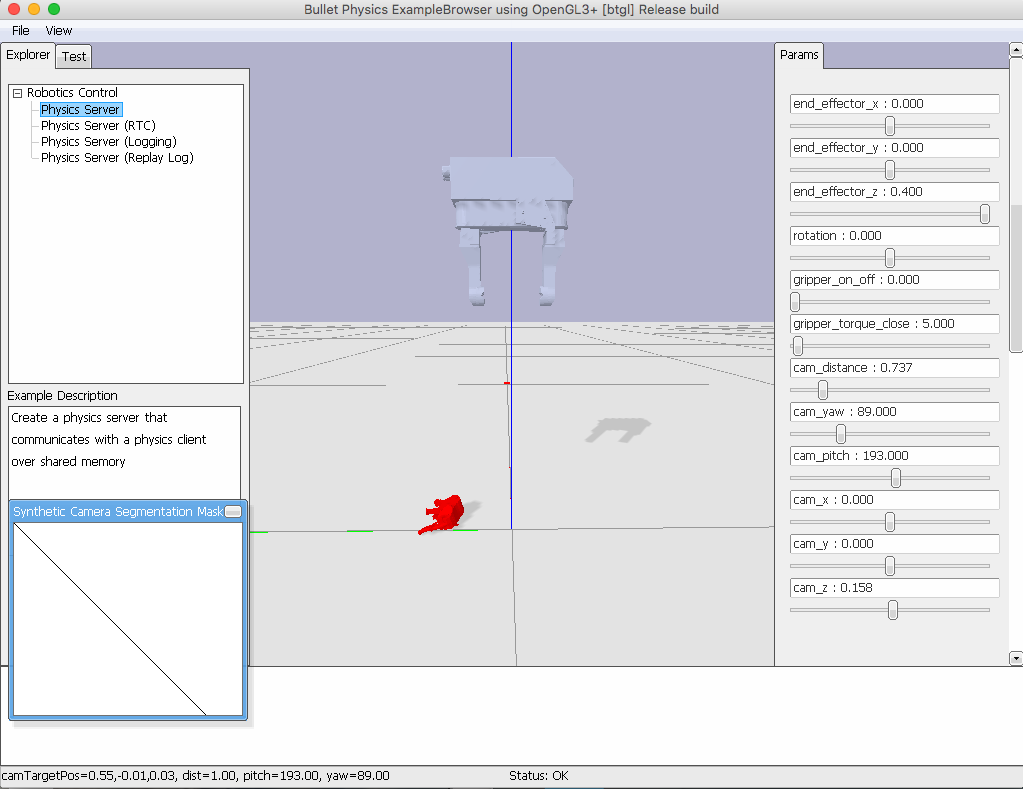 Bullet Physics ExampleBrowser using OpenGL3+ [btgl] Release build
File View
Explorer Test
Robotics Control
Physics Server
Physics Server (RTC)
Physics Server (Logging)
Physics Server (Replay Log)
Example Description
Create a physics server that
communicates with a physics client
over shared memory
Synthetic Camera Segmentation Mask
Params
end_effector_x : 0.000
end_effector_y : 0.000
end_effector_z : 0.400
rotation : 0.000
gripper_on_off : 0.000
gripper_torque_close : 5.000
cam_distance : 0.737
cam_yaw : 89.000
cam_pitch : 193.000
cam_x : 0.000
cam_y : 0.000
cam_z : 0.158
camTargetPos=0.55,-0.01,0.03, dist=1.00, pitch=193.00, yaw=89.00
Status: OK